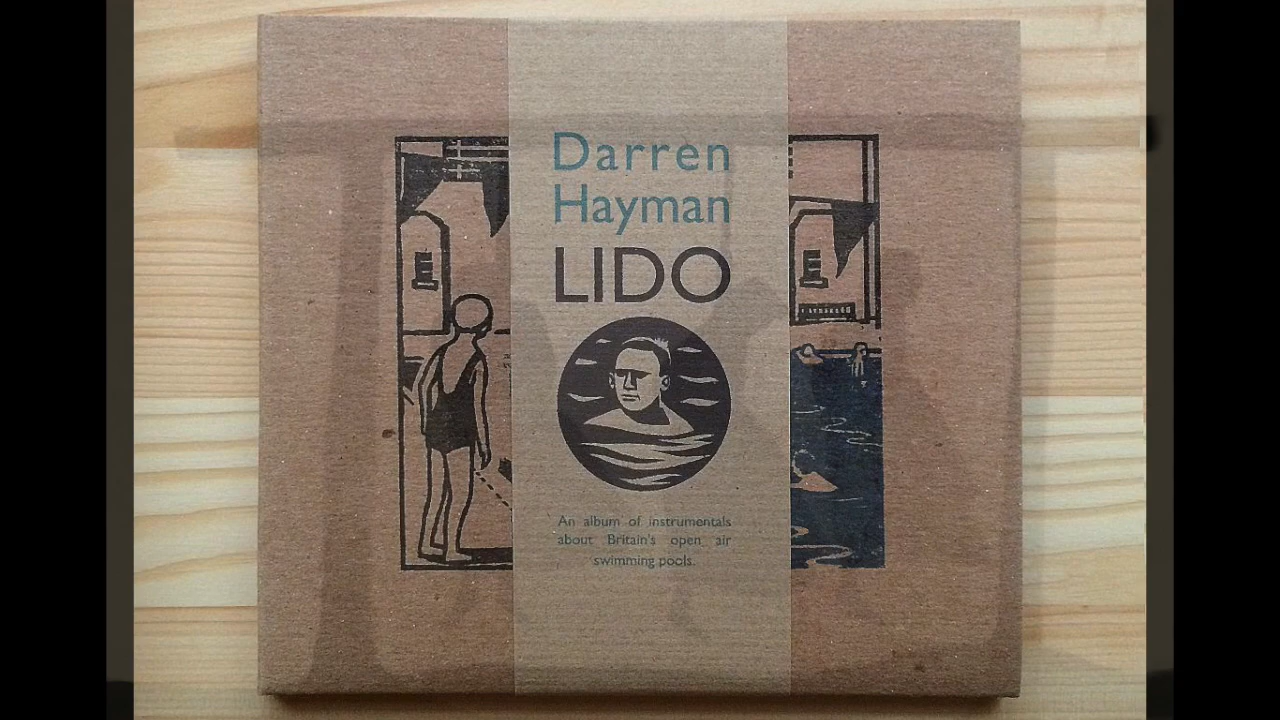 Darren
Hayman
LIDO
An album of instrumentals
about Britain's open air
swimming pools.